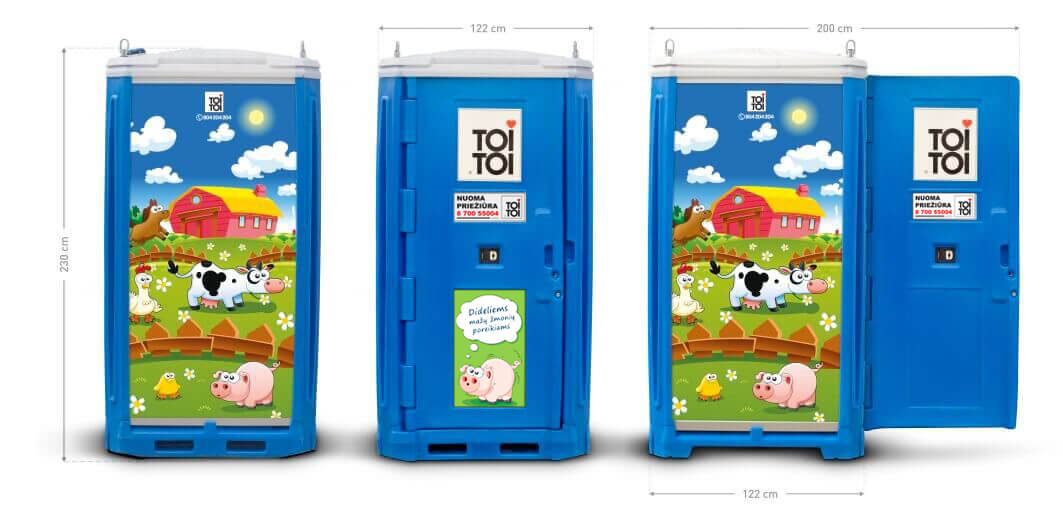 122 cm
200 cm
230 cm
TOI
TOI
804 204 204
TOI
TOI
NUOMA
PRIEŽIŪRA
8 700 55004
TOI
TOI
Dideliems
mažų žmonių
poreikiams
TOI
TOI
804 204 204
TOI
TOI
NUOMA
PRIEŽIŪRA
8 700 55004
TOI
TOI
122 cm